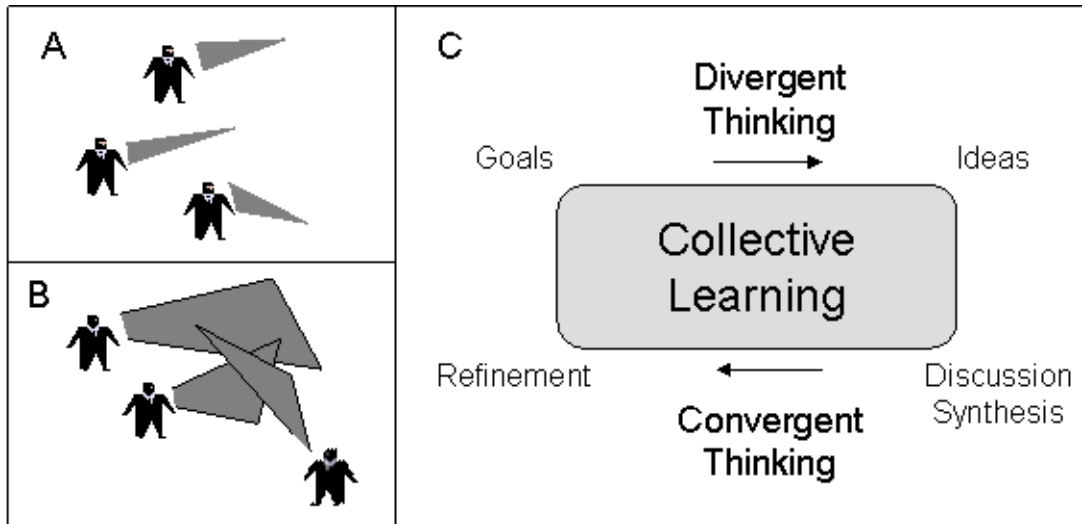 A
B
C
Divergent
Thinking
Goals
Ideas
Collective
Learning
Refinement
Discussion
Synthesis
Convergent
Thinking